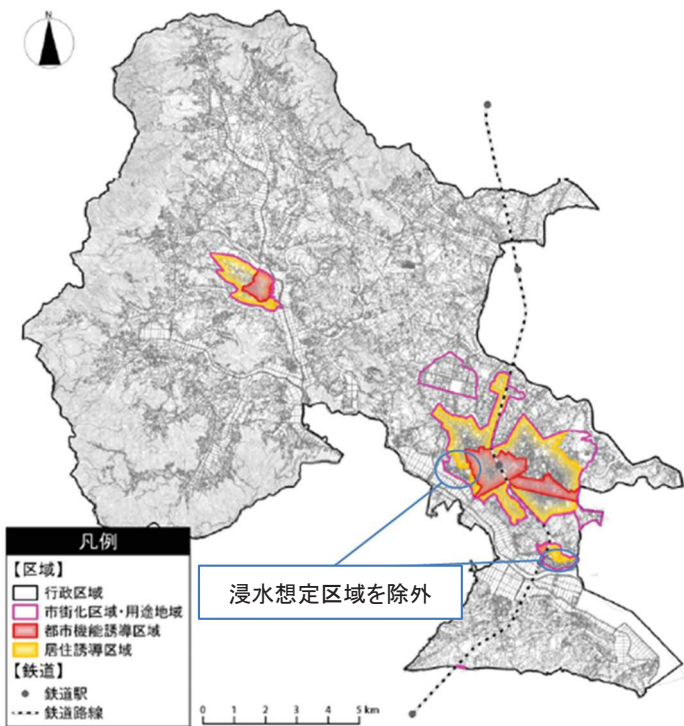 N
浸水想定区域を除外
凡例
【区域】
行政区域
市街化区域・用途地域
都市機能誘導区域
居住誘導区域
【鉄道】
鉄道駅
鉄道路線
0 1 2 3 4 5 km